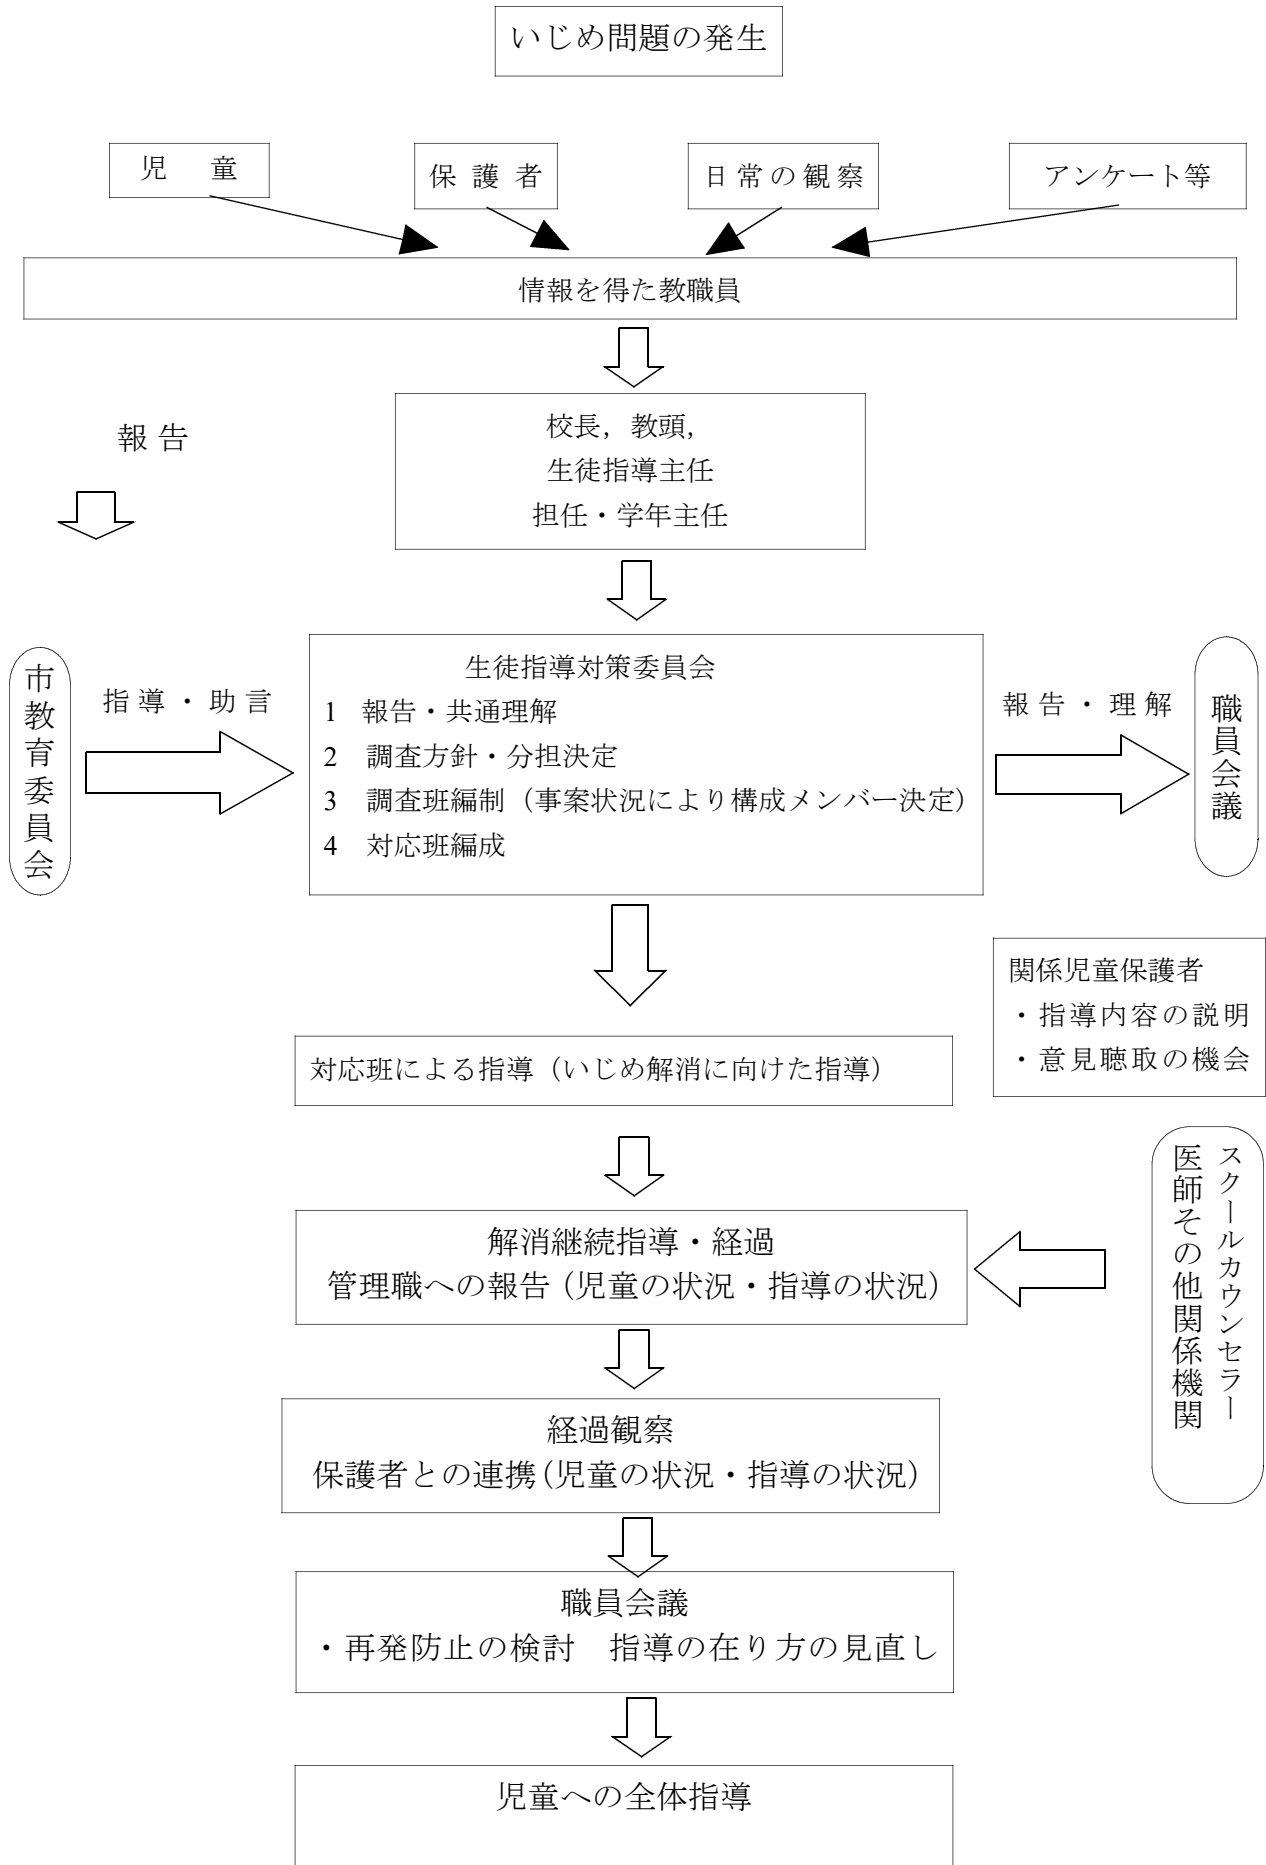 いじめ問題の発生
児　童
保護者
日常の観察
アンケート等
情報を得た教職員
校長，教頭，
生徒指導主任
担任・学年主任
報告
市教育委員会
指導・助言
生徒指導対策委員会
1　報告・共通理解
2　調査方針・分担決定
3　調査班編制（事案状況により構成メンバー決定）
4　対応班編成
報告・理解
職員会議
関係児童保護者
・指導内容の説明
・意見聴取の機会
対応班による指導（いじめ解消に向けた指導）
スクールカウンセラー
医師その他関係機関
解消継続指導・経過
管理職への報告（児童の状況・指導の状況）
経過観察
保護者との連携（児童の状況・指導の状況）
職員会議
・再発防止の検討　指導の在り方の見直し
児童への全体指導